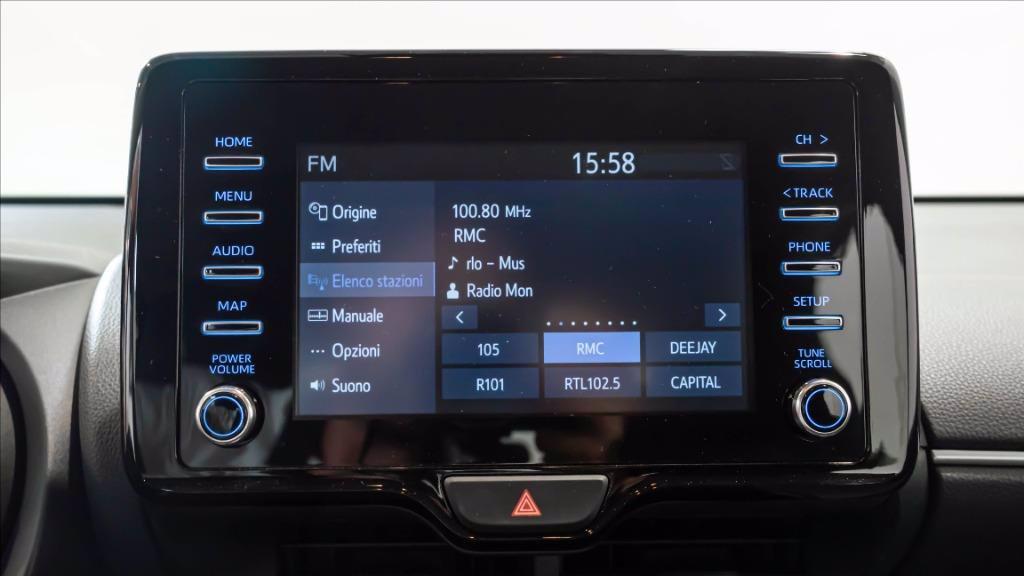 HOME
MENU
AUDIO
MAP
POWER
VOLUME
FM
15:58
Origine
Preferiti
Elenco stazioni
Manuale
Opzioni
Suono
100.80 MHz
RMC
rlo - Mus
Radio Mon
< >
105
RMC
DEEJAY
R101
RTL102.5
CAPITAL
CH >
< TRACK
PHONE
SETUP
TUNE
SCROLL